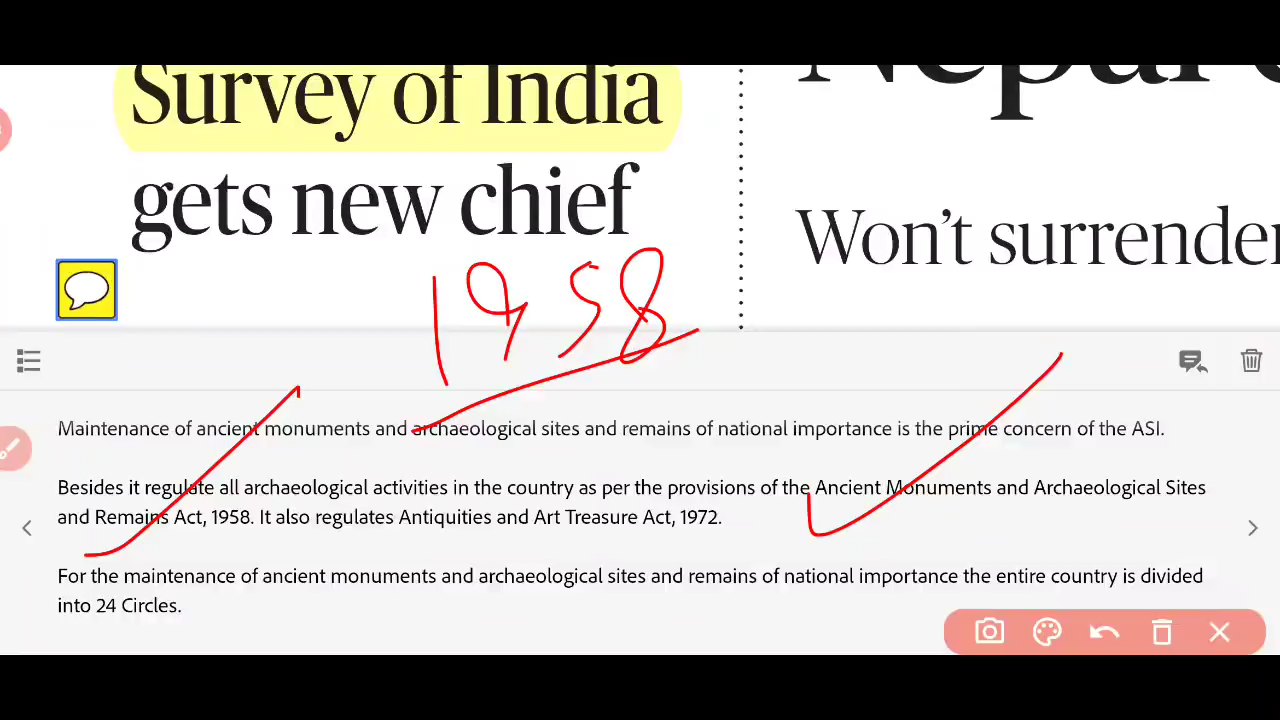 Survey of India
gets new chief
Won't surrender
1958
Maintenance of ancient monuments and archaeological sites and remains of national importance is the prime concern of the ASI.
Besides it regulate all archaeological activities in the country as per the provisions of the Ancient Monuments and Archaeological Sites
and Remains Act, 1958. It also regulates Antiquities and Art Treasure Act, 1972.
For the maintenance of ancient monuments and archaeological sites and remains of national importance the entire country is divided
into 24 Circles.